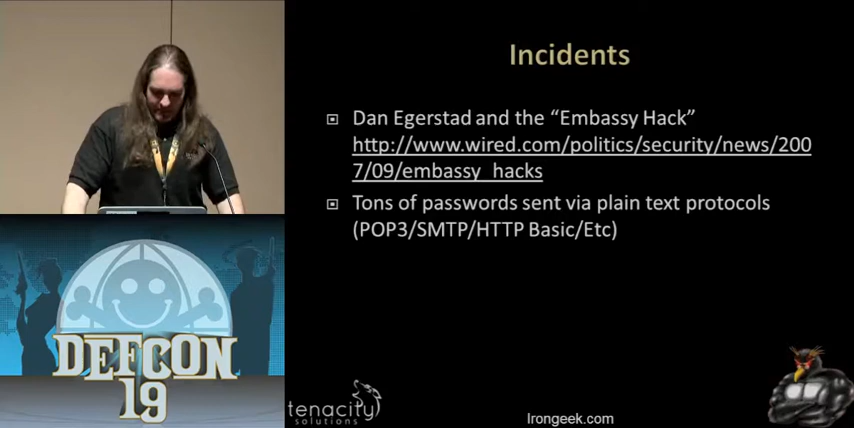 Incidents
Dan Egerstad and the “Embassy Hack”
http://www.wired.com/politics/security/news/200
7/09/embassy_hacks
Tons of passwords sent via plain text protocols
(POP3/SMTP/HTTP Basic/Etc)
DEFCON
19
tenacity
solutions
Irongeek.com